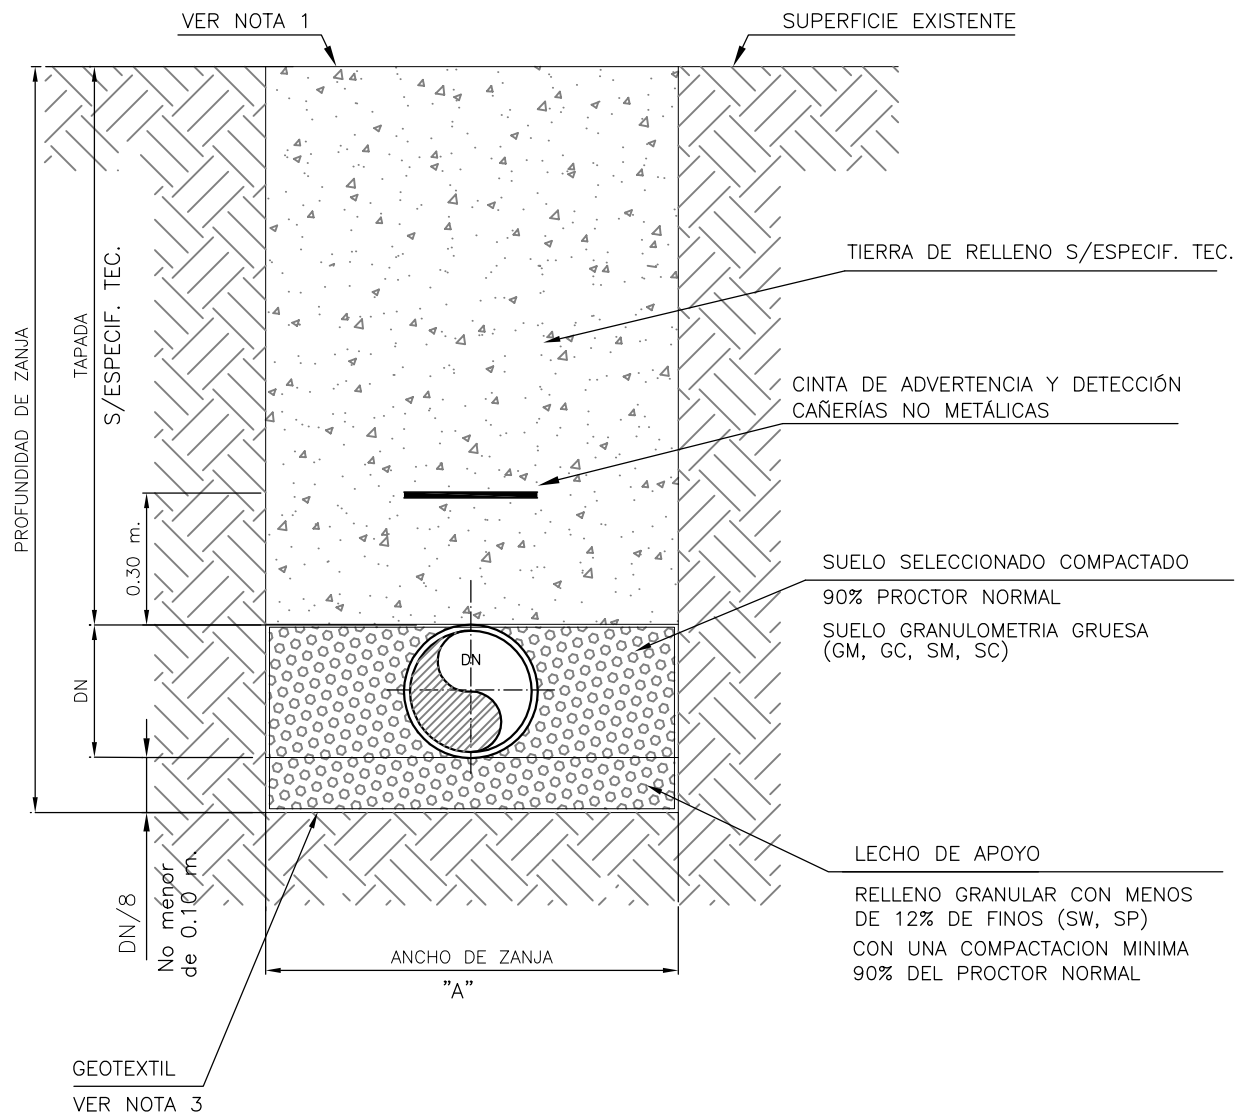 VER NOTA 1
SUPERFICIE EXISTENTE
TIERRA DE RELLENO S/ESPECIF. TEC.
CINTA DE ADVERTENCIA Y DETECCIÓN
CAÑERÍAS NO METÁLICAS
SUELO SELECCIONADO COMPACTADO
90% PROCTOR NORMAL
SUELO GRANULOMETRIA GRUESA
(GM, GC, SM, SC)
LECHO DE APOYO
RELLENO GRANULAR CON MENOS
DE 12% DE FINOS (SW, SP)
CON UNA COMPACTACION MINIMA
90% DEL PROCTOR NORMAL
PROFUNDIDAD DE ZANJA
TAPADA
S/ESPECIF. TEC.
0.30 m.
DN
DN
DN/8
No menor
de 0.10 m.
ANCHO DE ZANJA
"A"
GEOTEXTIL
VER NOTA 3